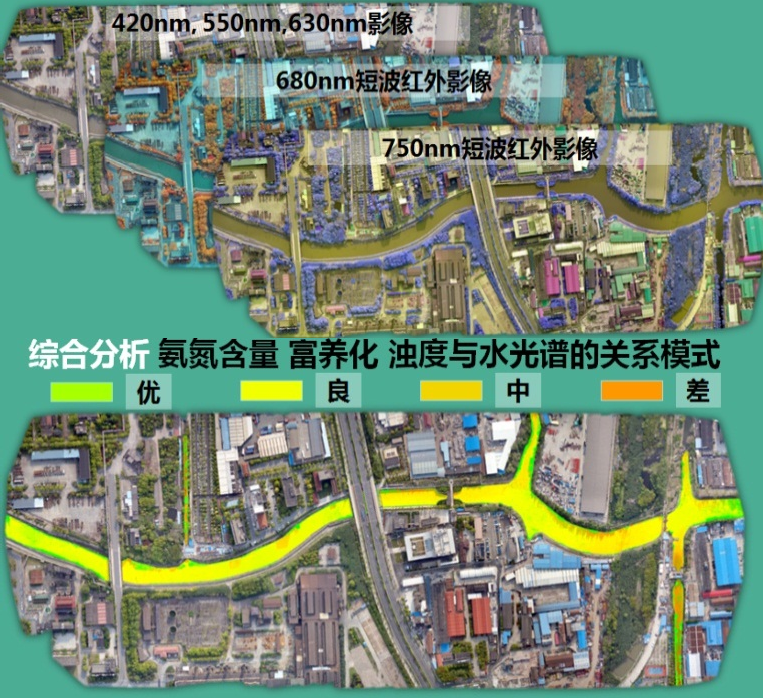 420nm, 550nm,630nm影像
680nm短波红外影像
750nm短波红外影像
综合分析 氨氮含量 富养化 浊度与水光谱的关系模式
优 良 中 差